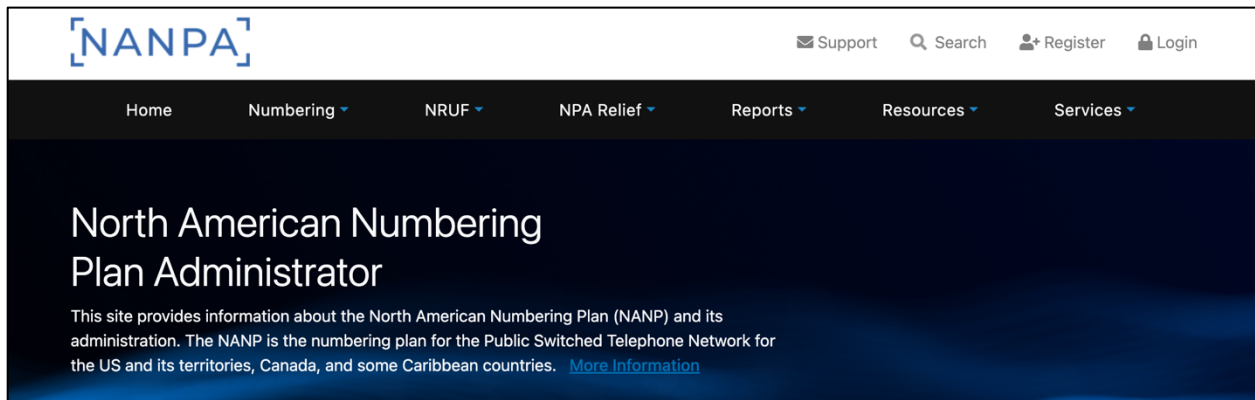 NANPA
Support Search Register Login
Home Numbering NRUF NPA Relief Reports Resources Services
North American Numbering
Plan Administrator
This site provides information about the North American Numbering Plan (NANP) and its
administration. The NANP is the numbering plan for the Public Switched Telephone Network for
the US and its territories, Canada, and some Caribbean countries. More Information